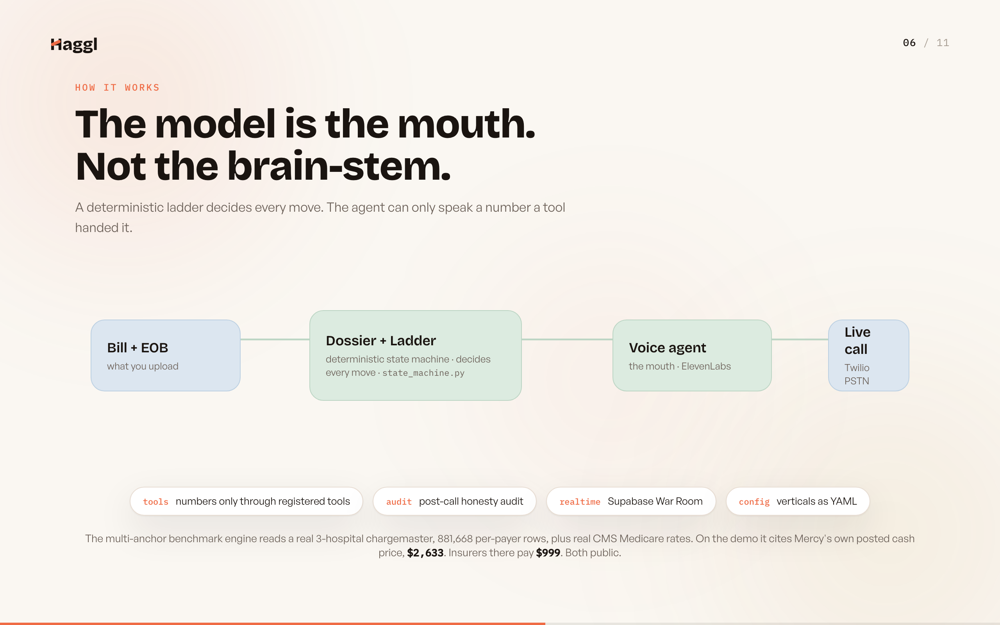 Haggl
06 / 11
HOW IT WORKS
The model is the mouth.
Not the brain-stem.
A deterministic ladder decides every move. The agent can only speak a number a tool
handed it.
Bill + EOB
what you upload
Dossier + Ladder
deterministic state machine · decides
every move · state_machine.py
Voice agent
the mouth · ElevenLabs
Live
call
Twilio
PSTN
tools numbers only through registered tools
audit post-call honesty audit
realtime Supabase War Room
config verticals as YAML
The multi-anchor benchmark engine reads a real 3-hospital chargemaster, 881,668 per-payer rows, plus real CMS Medicare rates. On the demo it cites Mercy's own posted cash
price, $2,633. Insurers there pay $999. Both public.